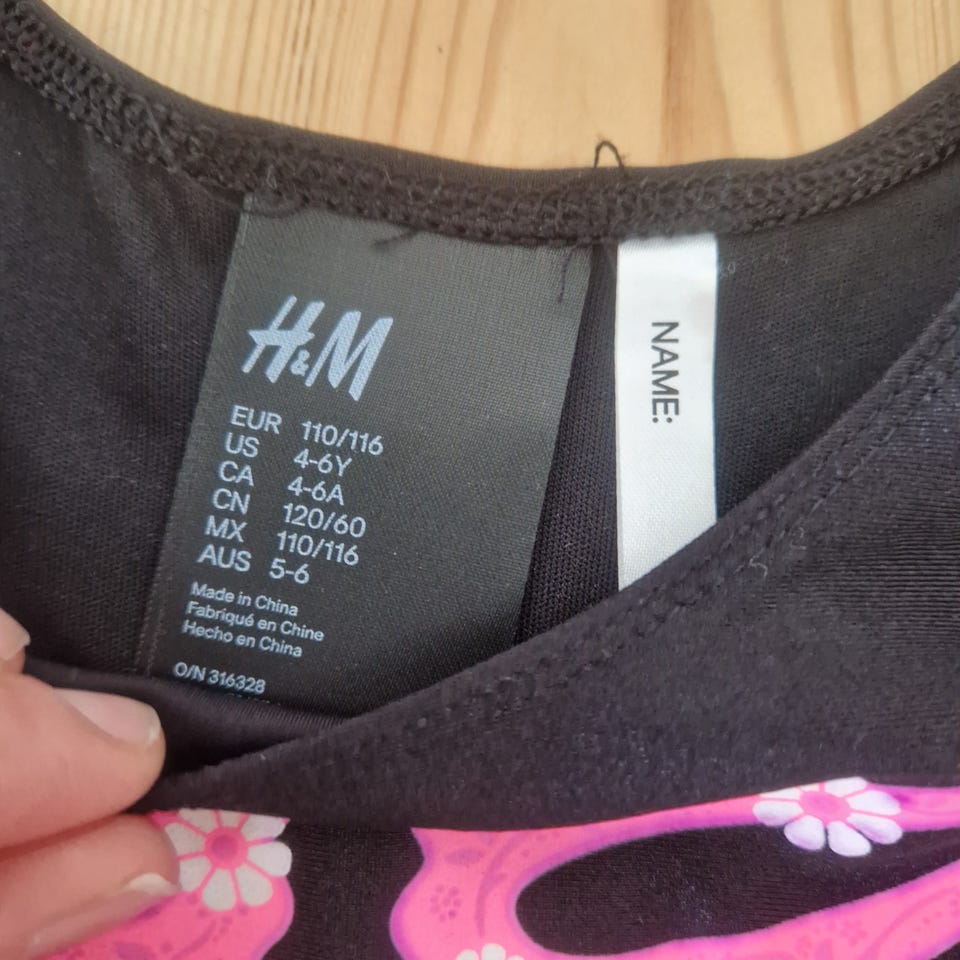 H&M
EUR 110/116
US 4-6Y
CA 4-6A
CN 120/60
MX 110/116
AUS 5-6
Made in China
Fabriqué en Chine
Hecho en China
O/N 316328
NAME: